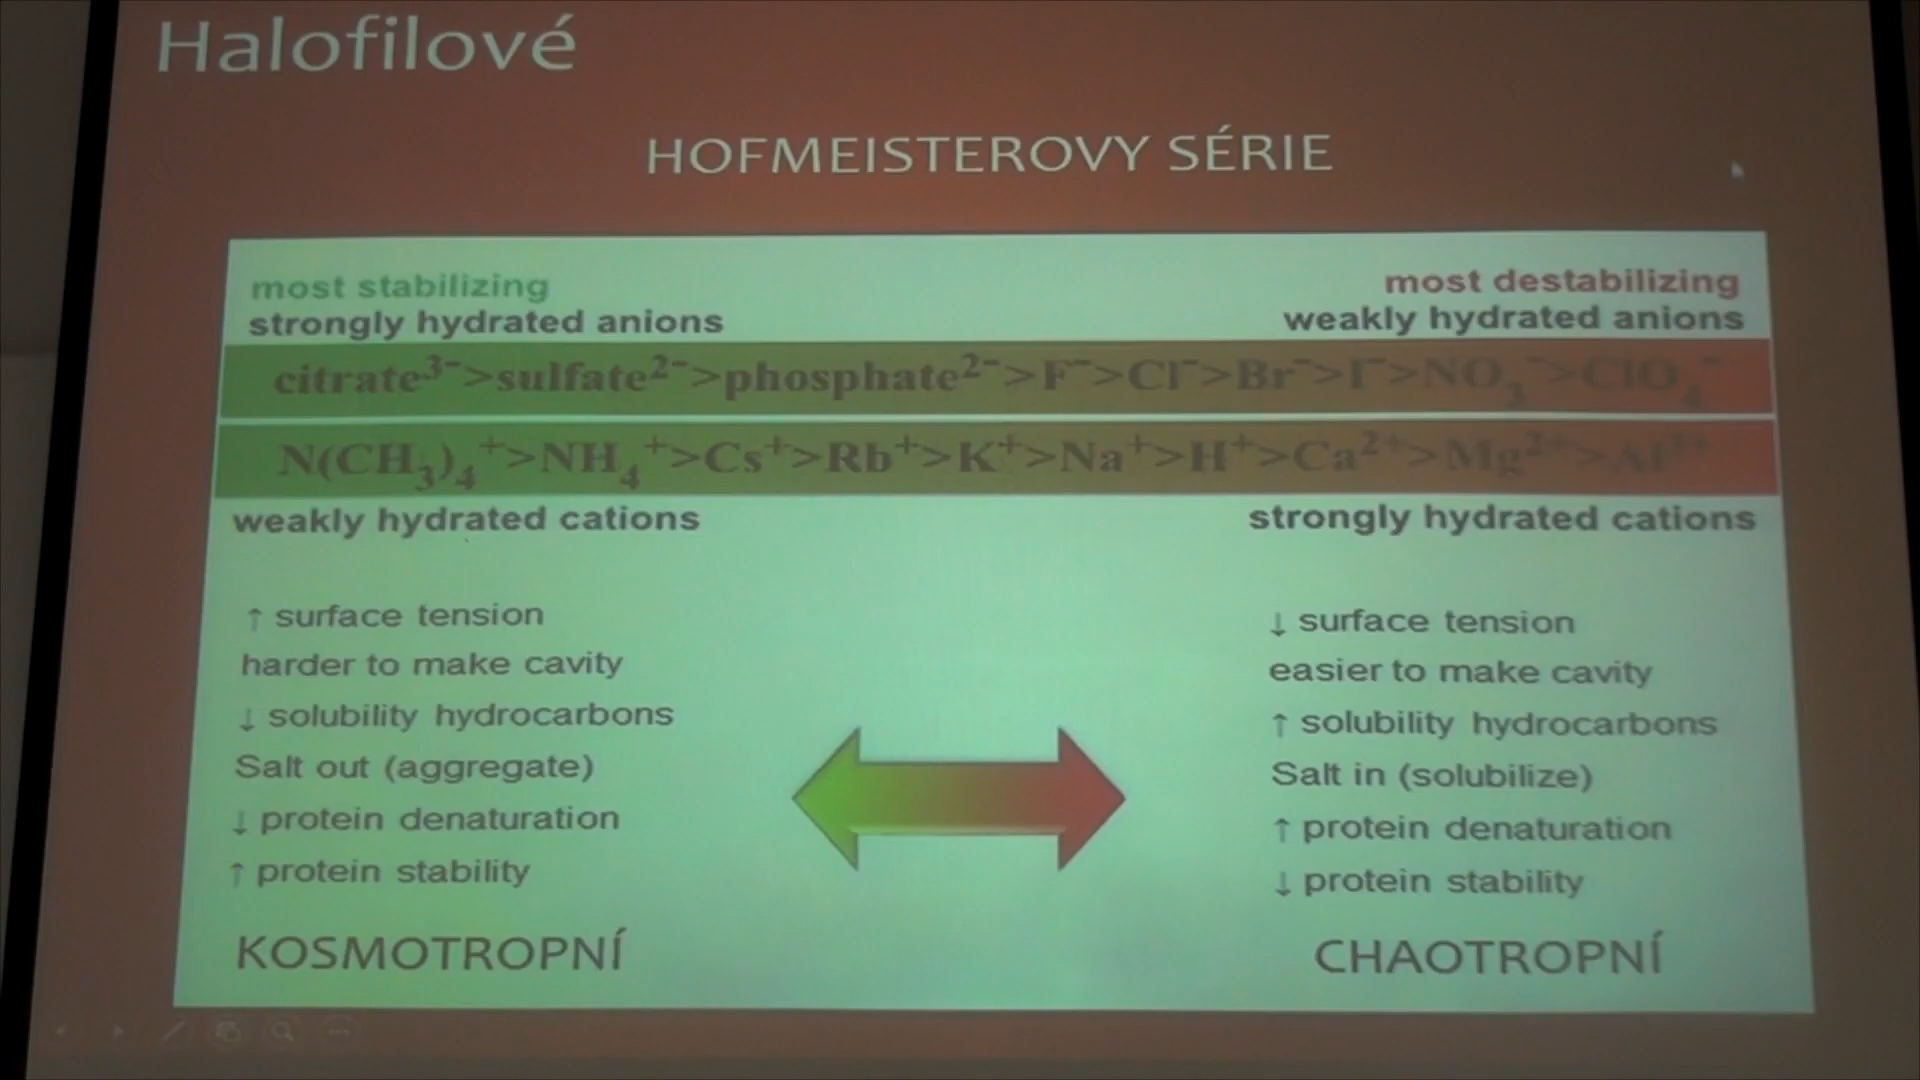 Halofilové
HOFMEISTEROVY SÉRIE
most stabilizing
most destabilizing
strongly hydrated anions
weakly hydrated anions
citrate³⁻>sulfate²⁻>phosphate²⁻>F⁻>Cl⁻>Br⁻>I⁻>NO₃⁻>ClO₄⁻
N(CH₃)₄⁺>NH₄⁺>Cs⁺>Rb⁺>K⁺>Na⁺>H⁺>Ca²⁺>Mg²⁺>Al³⁺
weakly hydrated cations
strongly hydrated cations
↑ surface tension
harder to make cavity
↓ solubility hydrocarbons
Salt out (aggregate)
↓ protein denaturation
↑ protein stability
KOSMOTROPNÍ
↓ surface tension
easier to make cavity
↑ solubility hydrocarbons
Salt in (solubilize)
↑ protein denaturation
↓ protein stability
CHAOTROPNÍ